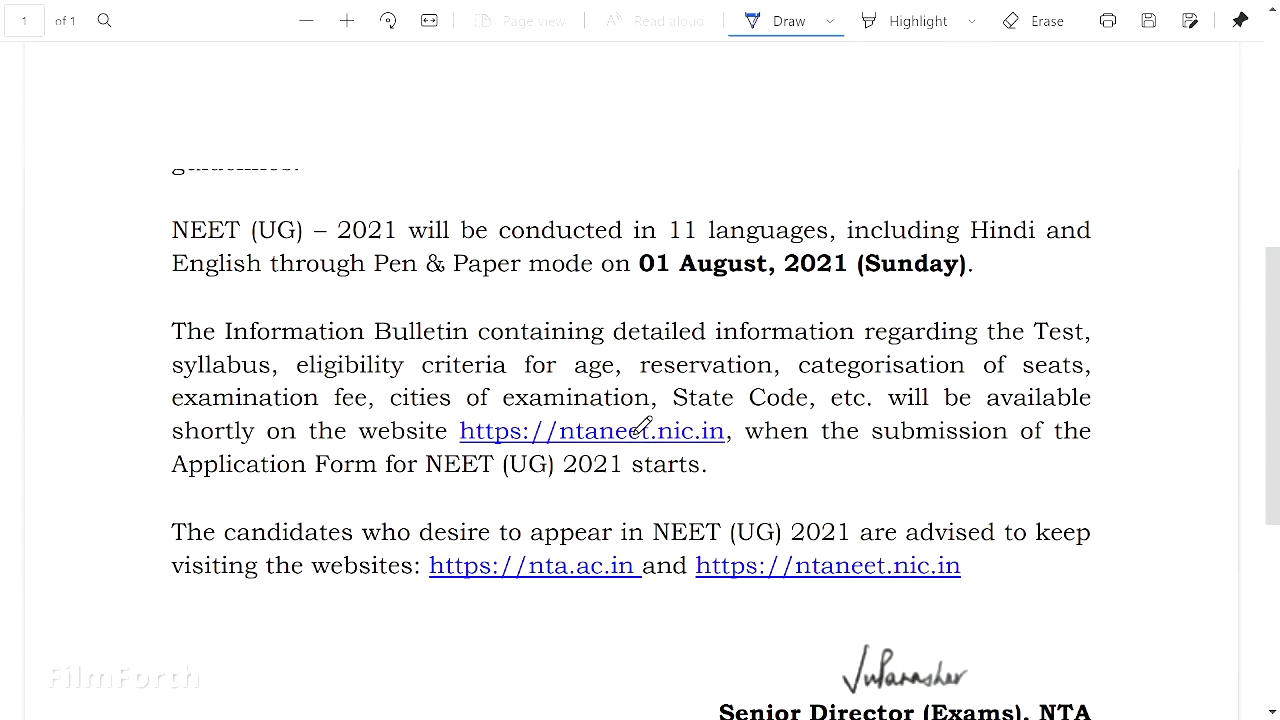 1 of 1 1 Page view Read aloud Draw Highlight Erase
NEET (UG) – 2021 will be conducted in 11 languages, including Hindi and
English through Pen & Paper mode on 01 August, 2021 (Sunday).
The Information Bulletin containing detailed information regarding the Test,
syllabus, eligibility criteria for age, reservation, categorisation of seats,
examination fee, cities of examination, State Code, etc. will be available
shortly on the website https://ntaneet.nic.in, when the submission of the
Application Form for NEET (UG) 2021 starts.
The candidates who desire to appear in NEET (UG) 2021 are advised to keep
visiting the websites: https://nta.ac.in and https://ntaneet.nic.in
FilmForth
Senior Director (Exams), NTA